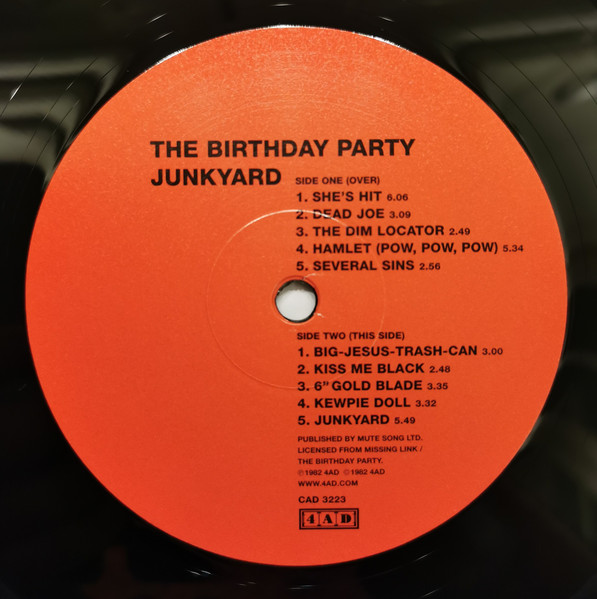 THE BIRTHDAY PARTY
JUNKYARD SIDE ONE (OVER)
1. SHE'S HIT 6.06
2. DEAD JOE 3.09
3. THE DIM LOCATOR 2.49
4. HAMLET (POW, POW, POW) 5.34
5. SEVERAL SINS 2.56
SIDE TWO (THIS SIDE)
1. BIG-JESUS-TRASH-CAN 3.00
2. KISS ME BLACK 2.48
3. 6" GOLD BLADE 3.35
4. KEWPIE DOLL 3.32
5. JUNKYARD 5.49
PUBLISHED BY MUTE SONG LTD.
LICENSED FROM MISSING LINK /
THE BIRTHDAY PARTY.
℗1982 4AD ©1982 4AD
WWW.4AD.COM
CAD 3223
4AD